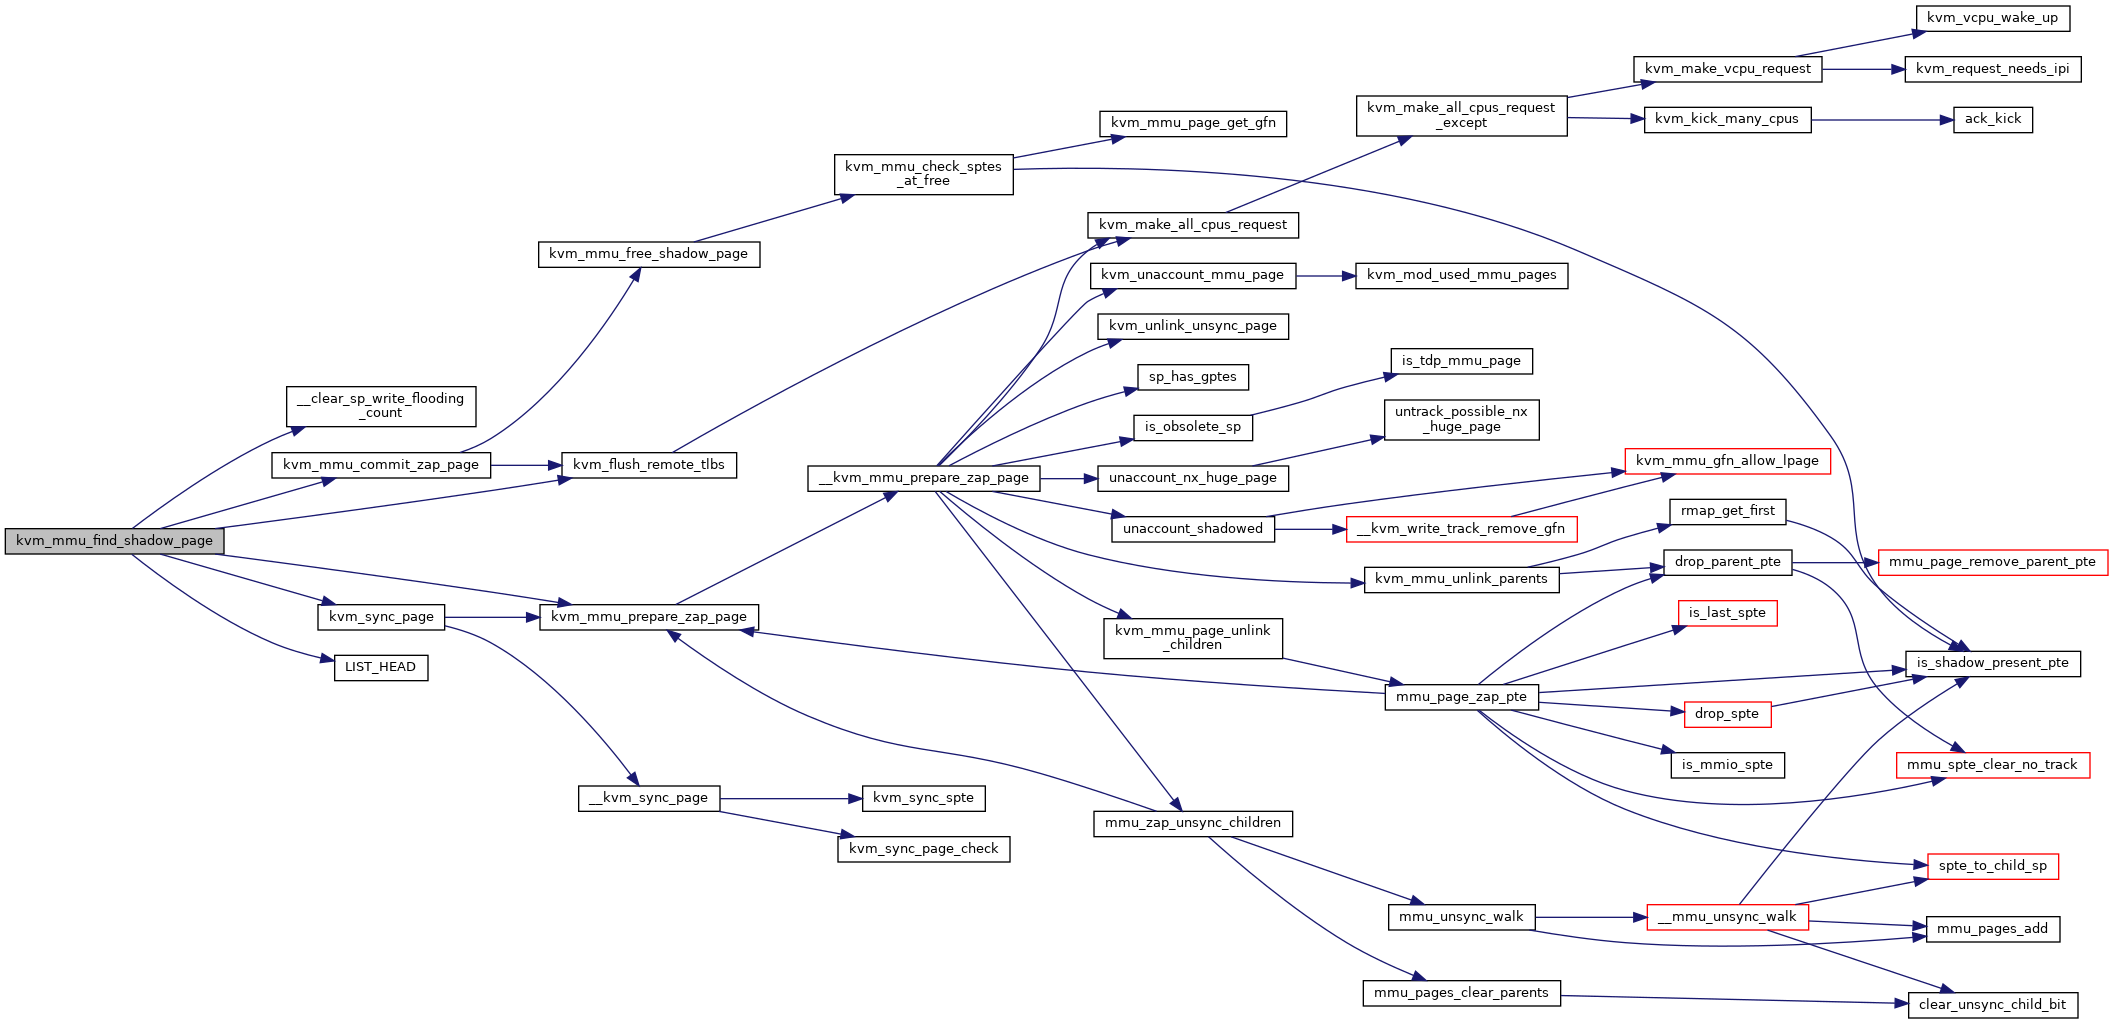 kvm_vcpu_wake_up
kvm_make_vcpu_request
kvm_request_needs_ipi
kvm_make_all_cpus_request
_except
kvm_kick_many_cpus
ack_kick
kvm_mmu_page_get_gfn
kvm_mmu_check_sptes
_at_free
kvm_make_all_cpus_request
kvm_mmu_free_shadow_page
kvm_unaccount_mmu_page
kvm_mod_used_mmu_pages
kvm_unlink_unsync_page
is_tdp_mmu_page
sp_has_gptes
__clear_sp_write_flooding
_count
untrack_possible_nx
_huge_page
is_obsolete_sp
kvm_mmu_commit_zap_page
kvm_flush_remote_tlbs
kvm_mmu_gfn_allow_lpage
__kvm_mmu_prepare_zap_page
unaccount_nx_huge_page
rmap_get_first
unaccount_shadowed
__kvm_write_track_remove_gfn
kvm_mmu_find_shadow_page
drop_parent_pte
mmu_page_remove_parent_pte
kvm_mmu_unlink_parents
kvm_sync_page
kvm_mmu_prepare_zap_page
is_last_spte
kvm_mmu_page_unlink
_children
LIST_HEAD
is_shadow_present_pte
mmu_page_zap_pte
drop_spte
is_mmio_spte
mmu_spte_clear_no_track
__kvm_sync_page
kvm_sync_spte
mmu_zap_unsync_children
kvm_sync_page_check
spte_to_child_sp
mmu_unsync_walk
__mmu_unsync_walk
mmu_pages_add
mmu_pages_clear_parents
clear_unsync_child_bit